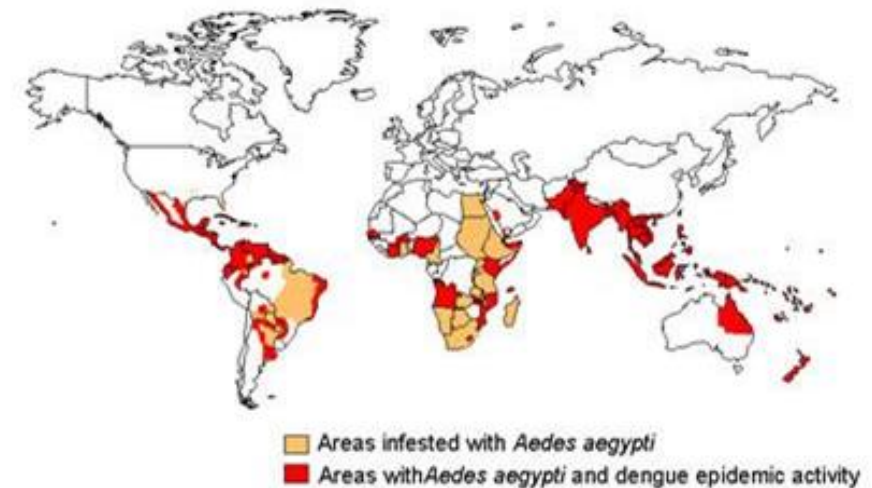 Areas infested with Aedes aegypti
Areas withAedes aegypti and dengue epidemic activity